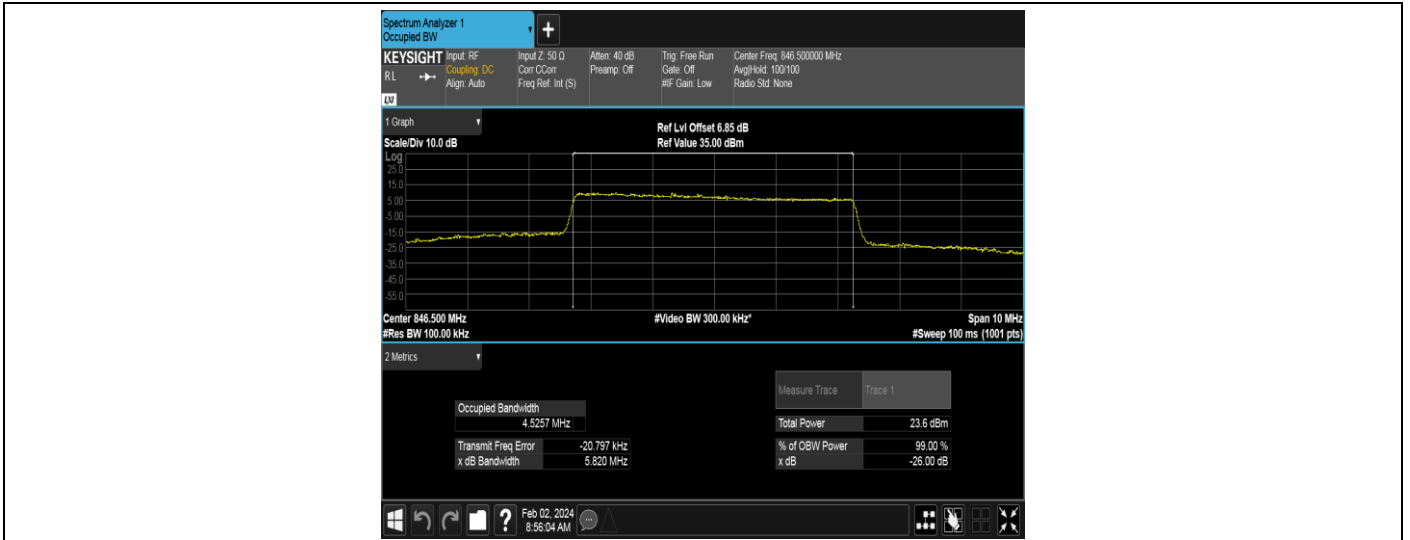 Spectrum Analyzer 1
Occupied BW
+
KEYSIGHT
RL
LXI
Input: RF
Coupling: DC
Align: Auto
Input Z: 50 Ω
Corr CCorr
Freq Ref: Int (S)
Atten: 40 dB
Preamp: Off
Trig: Free Run
Gate: Off
#IF Gain: Low
Center Freq: 846.500000 MHz
Avg|Hold: 100/100
Radio Std: None
1 Graph
Scale/Div 10.0 dB
Ref Lvl Offset 6.85 dB
Ref Value 35.00 dBm
Log
25.0
15.0
5.00
-5.00
-15.0
-25.0
-35.0
-45.0
-55.0
Center 846.500 MHz
#Video BW 300.00 kHz*
Span 10 MHz
#Res BW 100.00 kHz
#Sweep 100 ms (1001 pts)
2 Metrics
Measure Trace Trace 1
Occupied Bandwidth
4.5257 MHz
Total Power 23.6 dBm
Transmit Freq Error -20.797 kHz
% of OBW Power 99.00 %
x dB Bandwidth 5.820 MHz
x dB -26.00 dB
?
Feb 02, 2024
8:56:04 AM